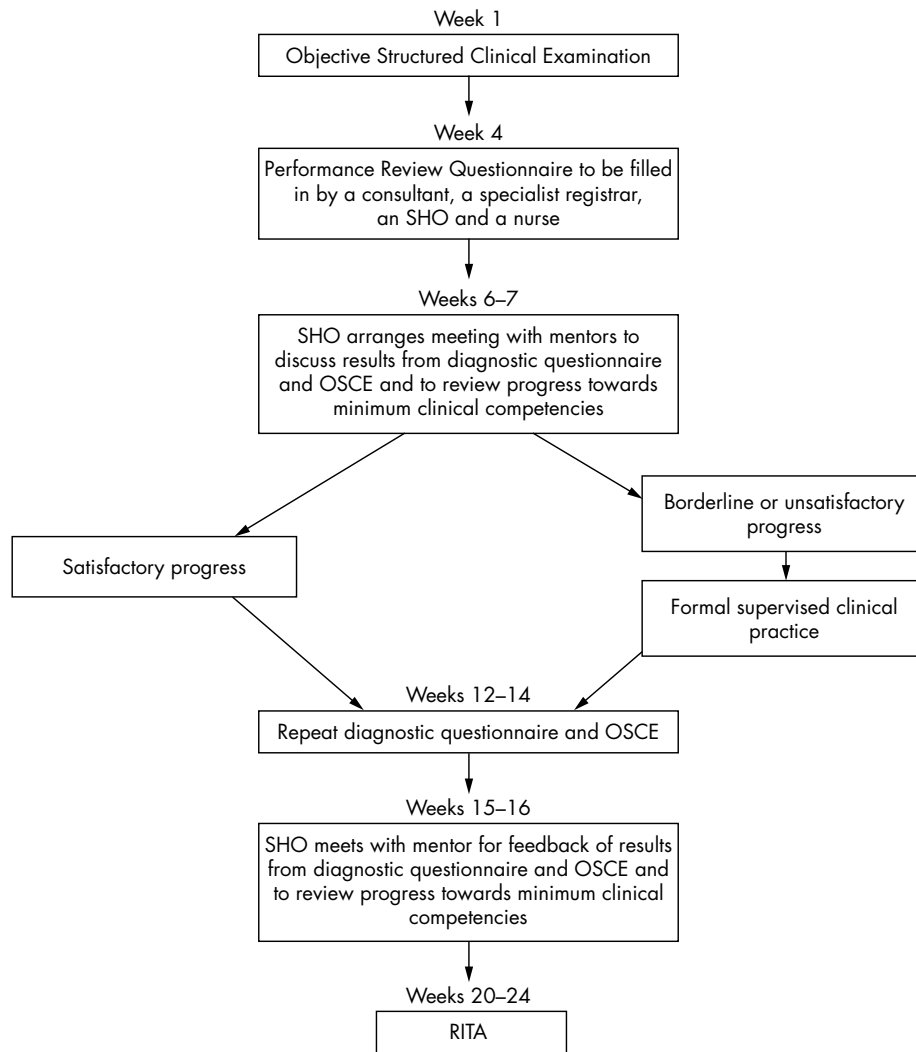 Week 1
Objective Structured Clinical Examination
Week 4
Performance Review Questionnaire to be filled
in by a consultant, a specialist registrar,
an SHO and a nurse
Weeks 6–7
SHO arranges meeting with mentors to
discuss results from diagnostic questionnaire
and OSCE and to review progress towards
minimum clinical competencies
Satisfactory progress
Borderline or unsatisfactory
progress
Formal supervised clinical
practice
Weeks 12–14
Repeat diagnostic questionnaire and OSCE
Weeks 15–16
SHO meets with mentor for feedback of results
from diagnostic questionnaire and OSCE and
to review progress towards minimum clinical
competencies
Weeks 20–24
RITA